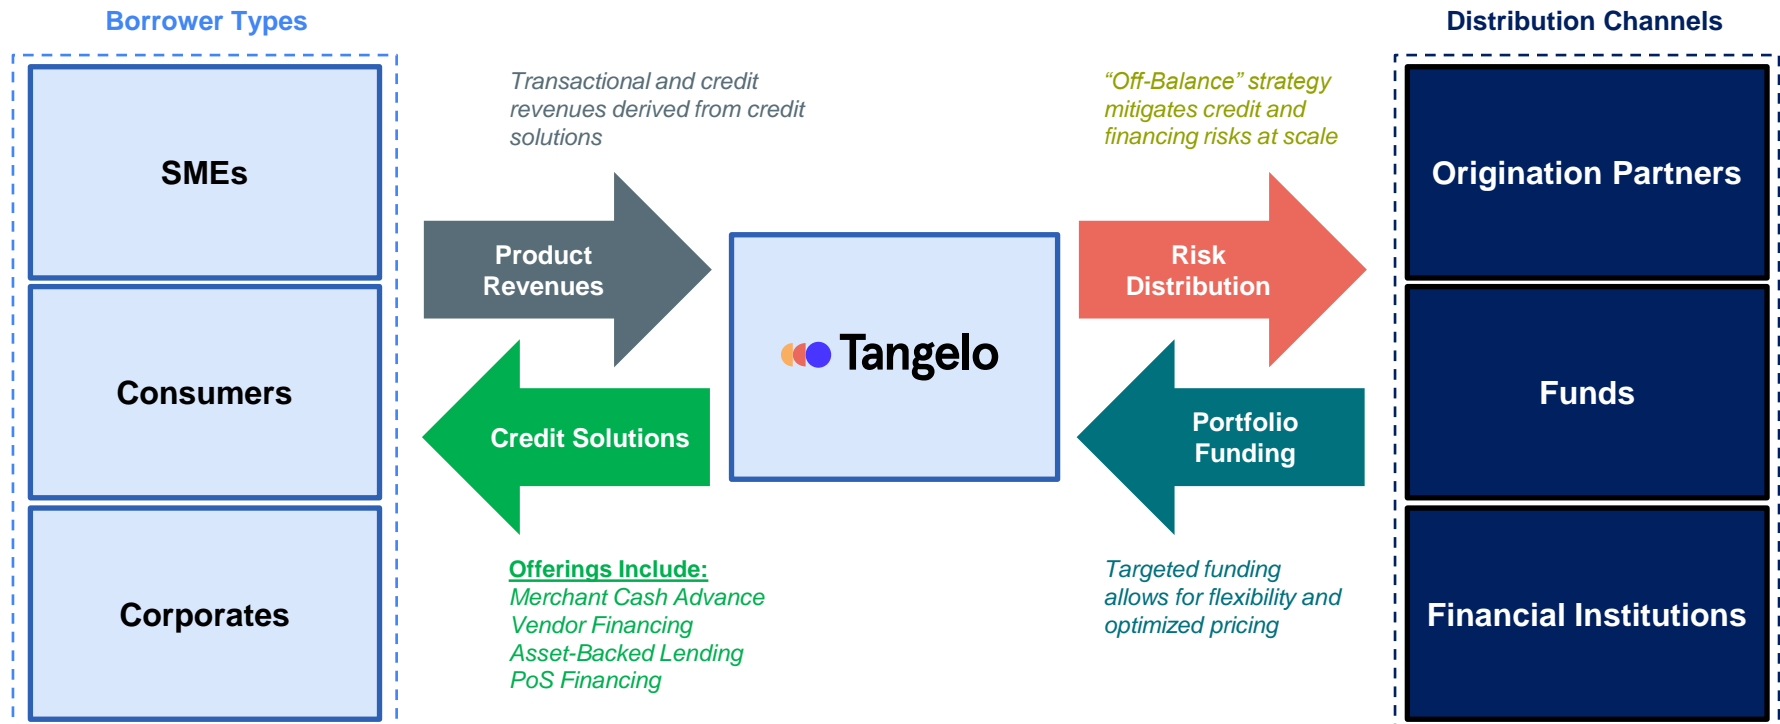 Borrower Types
SMEs
Consumers
Corporates
Transactional and credit
revenues derived from credit
solutions
Product
Revenues
Credit Solutions
Offerings Include:
Merchant Cash Advance
Vendor Financing
Asset-Backed Lending
PoS Financing
Tangelo
“Off-Balance” strategy
mitigates credit and
financing risks at scale
Risk
Distribution
Portfolio
Funding
Targeted funding
allows for flexibility and
optimized pricing
Distribution Channels
Origination Partners
Funds
Financial Institutions